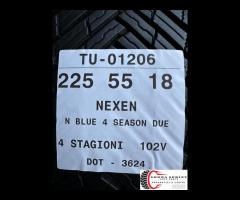 TU-01206
225 55 18
NEXEN
N BLUE 4 SEASON DUE
4 STAGIONI 102V
DOT - 3624